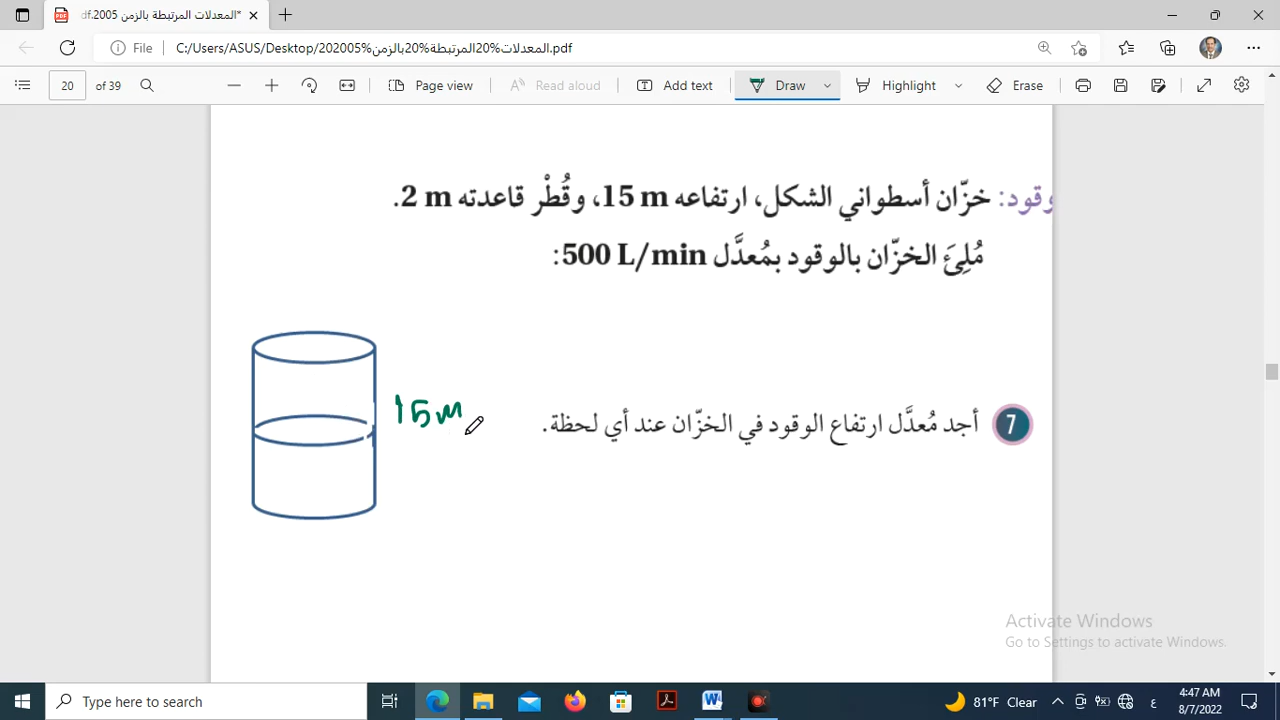 المعدلات المرتبطة بالزمن 2005.pdf*
File
C:/Users/ASUS/Desktop/202005%المعدلات%20المرتبطة%20بالزمن.pdf
20 of 39
Page view
Read aloud
Add text
Draw
Highlight
Erase
وقود: خزّان أسطواني الشكل، ارتفاعه 15 m، وقُطْر قاعدته 2 m.
مُلِئَ الخزّان بالوقود بمُعدَّل 500 L/min:
15m
7 أجد مُعدَّل ارتفاع الوقود في الخزّان عند أي لحظة.
Activate Windows
Go to Settings to activate Windows.
Type here to search
81°F Clear
ع
4:47 AM
8/7/2022